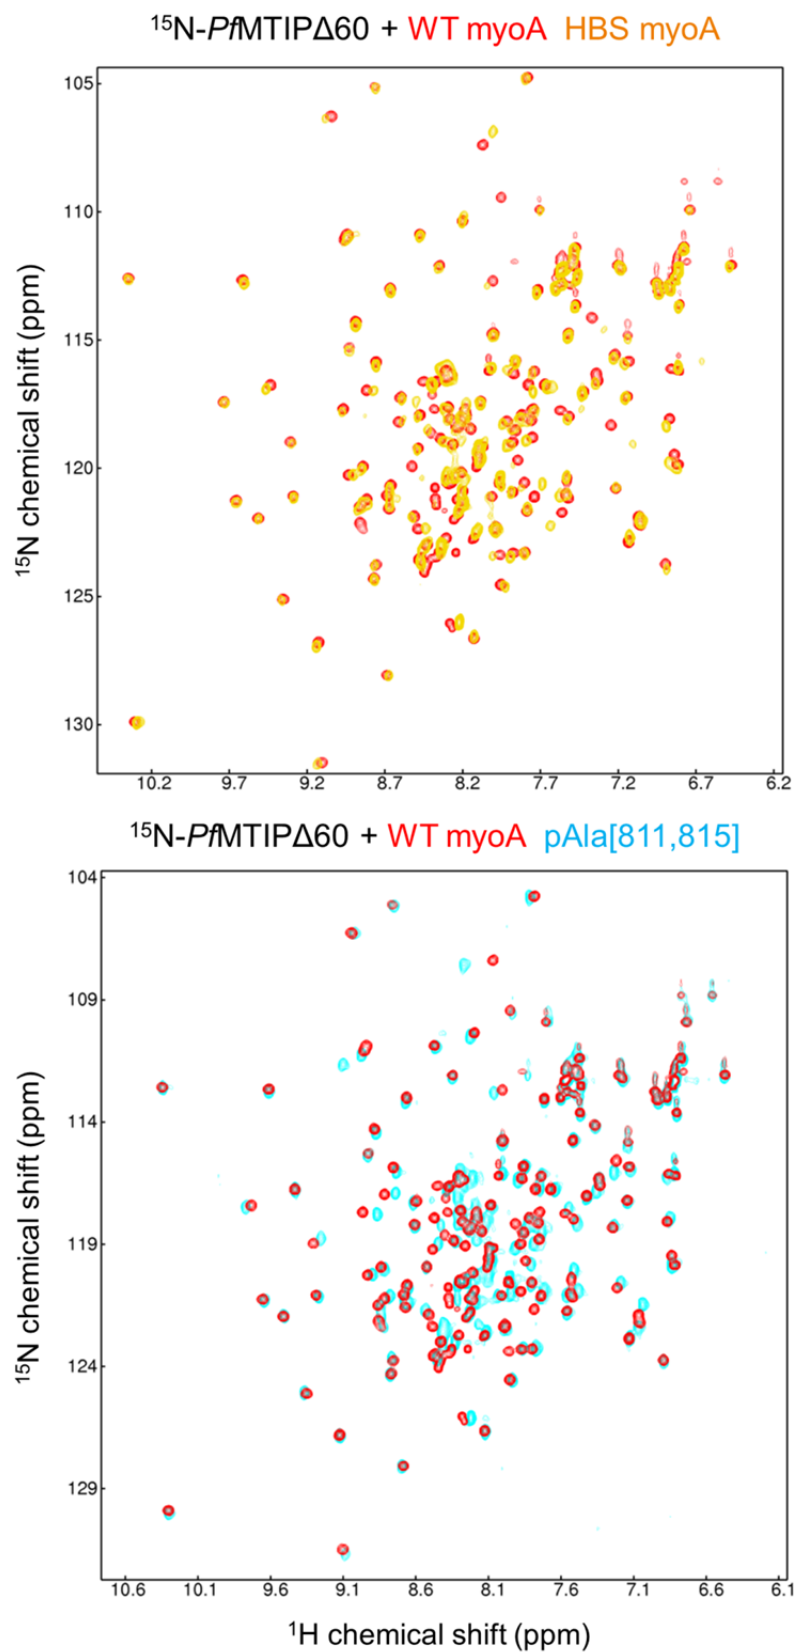 ¹⁵N-PfMTIPΔ60 + WT myoA HBS myoA
105
110
115
120
125
130
¹⁵N chemical shift (ppm)
10.2 9.7 9.2 8.7 8.2 7.7 7.2 6.7 6.2
¹⁵N-PfMTIPΔ60 + WT myoA pAla[811,815]
104
109
114
119
124
129
¹⁵N chemical shift (ppm)
10.6 10.1 9.6 9.1 8.6 8.1 7.6 7.1 6.6 6.1
¹H chemical shift (ppm)